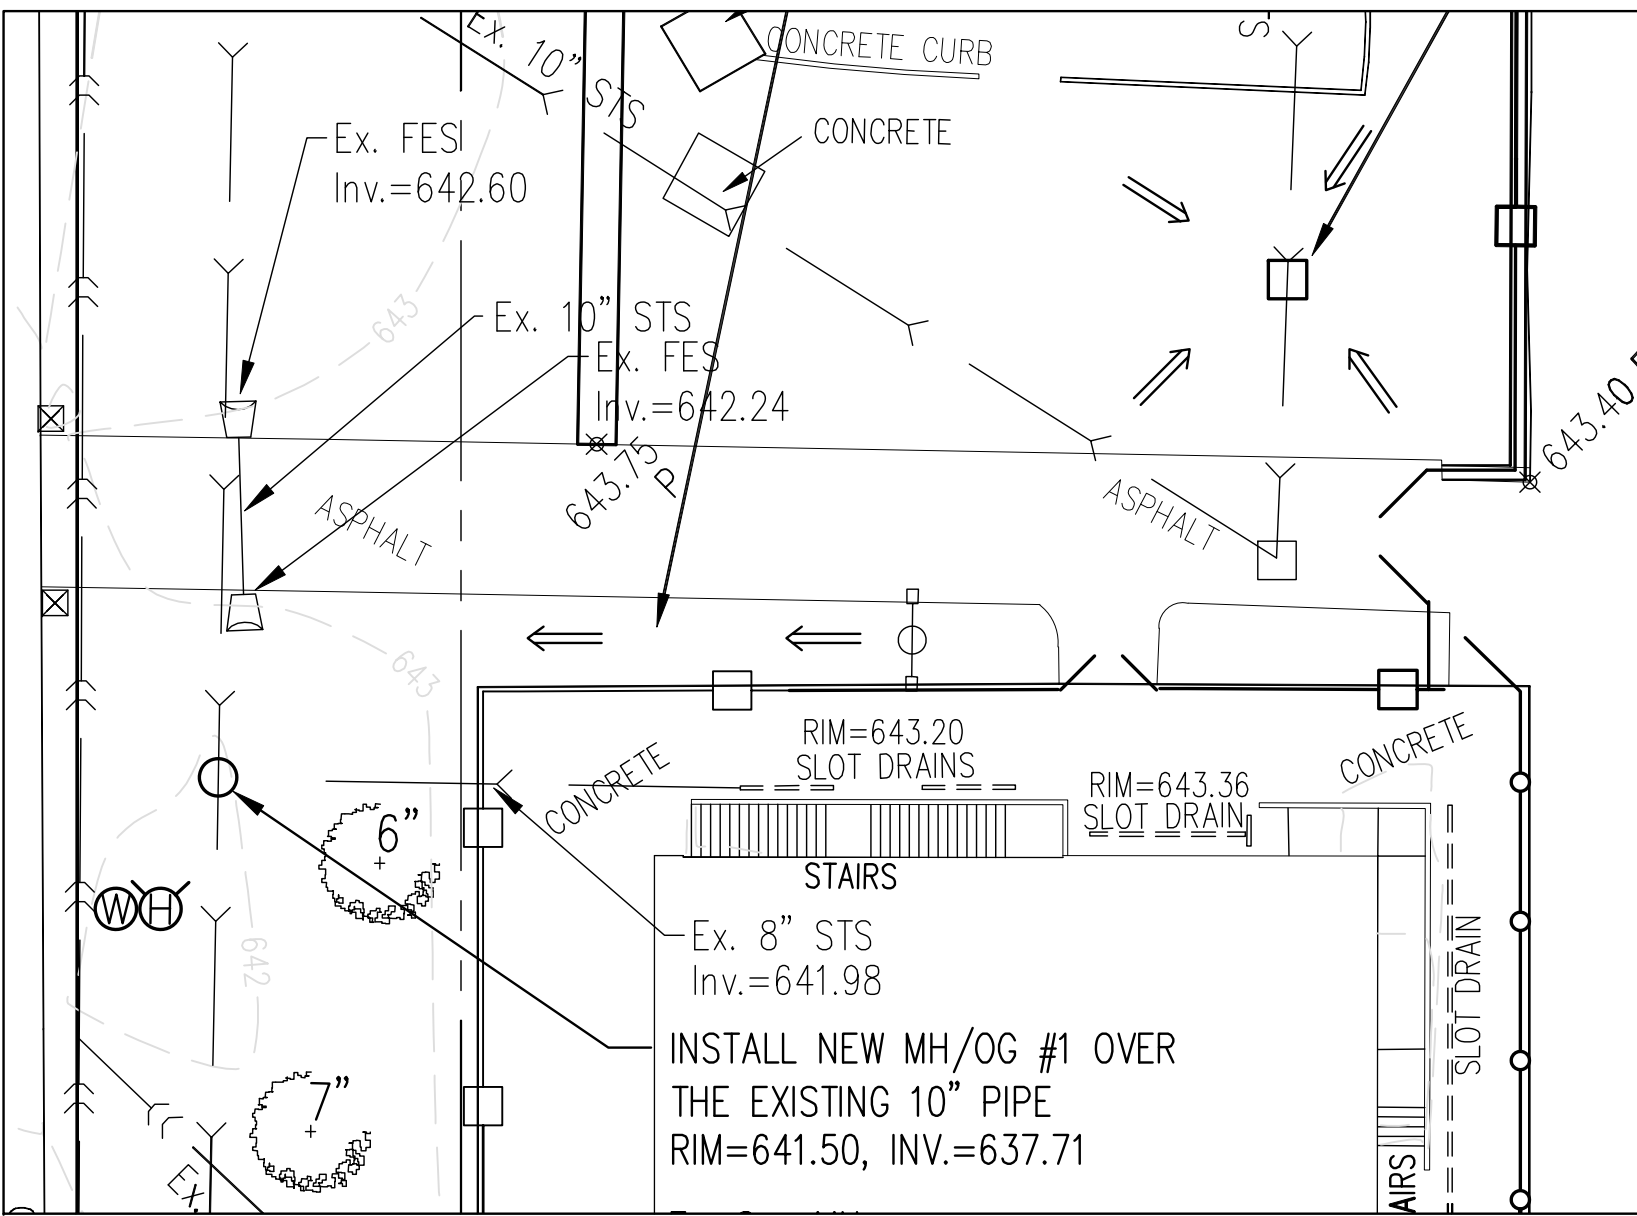 Ex. 10” STS
CONCRETE CURB
S
CONCRETE
Ex. FES
Inv.=642.60
643
Ex. 10” STS
Ex. FES
Inv.=642.24
643.75
P
643.40
ASPHALT
ASPHALT
643
RIM=643.20
SLOT DRAINS
RIM=643.36
SLOT DRAIN
CONCRETE
CONCRETE
6”
STAIRS
W
H
642
Ex. 8” STS
Inv.=641.98
SLOT DRAIN
INSTALL NEW MH/OG #1 OVER
THE EXISTING 10” PIPE
RIM=641.50, INV.=637.71
7”
Ex.
AIRS